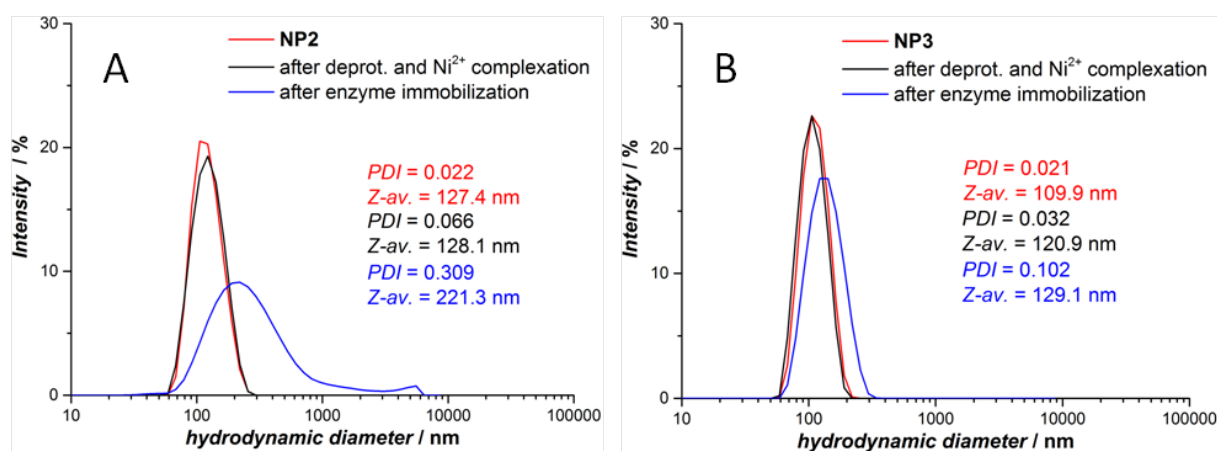 A
NP2
after deprot. and Ni²⁺ complexation
after enzyme immobilization
PDI = 0.022
Z-av. = 127.4 nm
PDI = 0.066
Z-av. = 128.1 nm
PDI = 0.309
Z-av. = 221.3 nm
Intensity / %
30
20
10
0
10 100 1000 10000 100000
hydrodynamic diameter / nm
B
NP3
after deprot. and Ni²⁺ complexation
after enzyme immobilization
PDI = 0.021
Z-av. = 109.9 nm
PDI = 0.032
Z-av. = 120.9 nm
PDI = 0.102
Z-av. = 129.1 nm
Intensity / %
30
20
10
0
10 100 1000 10000 100000
hydrodynamic diameter / nm